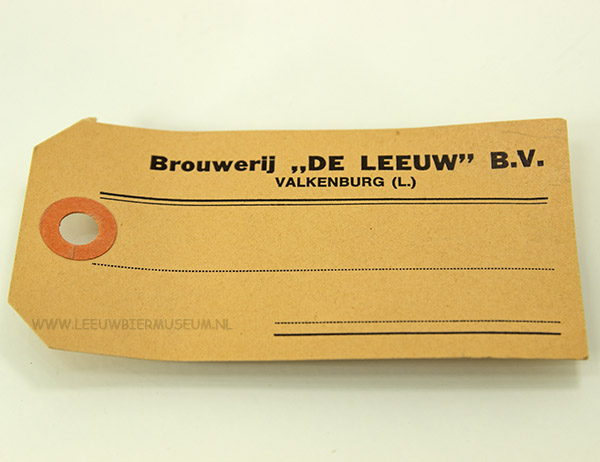 Brouwerij „DE LEEUW” B.V.
VALKENBURG (L.)
WWW.LEEUWBIERMUSEUM.NL